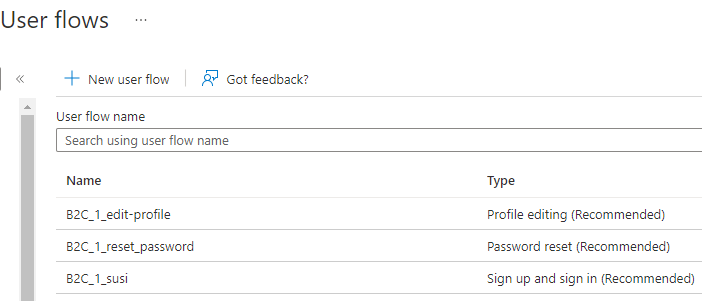 User flows ...
« + New user flow Got feedback?
User flow name
Search using user flow name
Name Type
B2C_1_edit-profile Profile editing (Recommended)
B2C_1_reset_password Password reset (Recommended)
B2C_1_susi Sign up and sign in (Recommended)